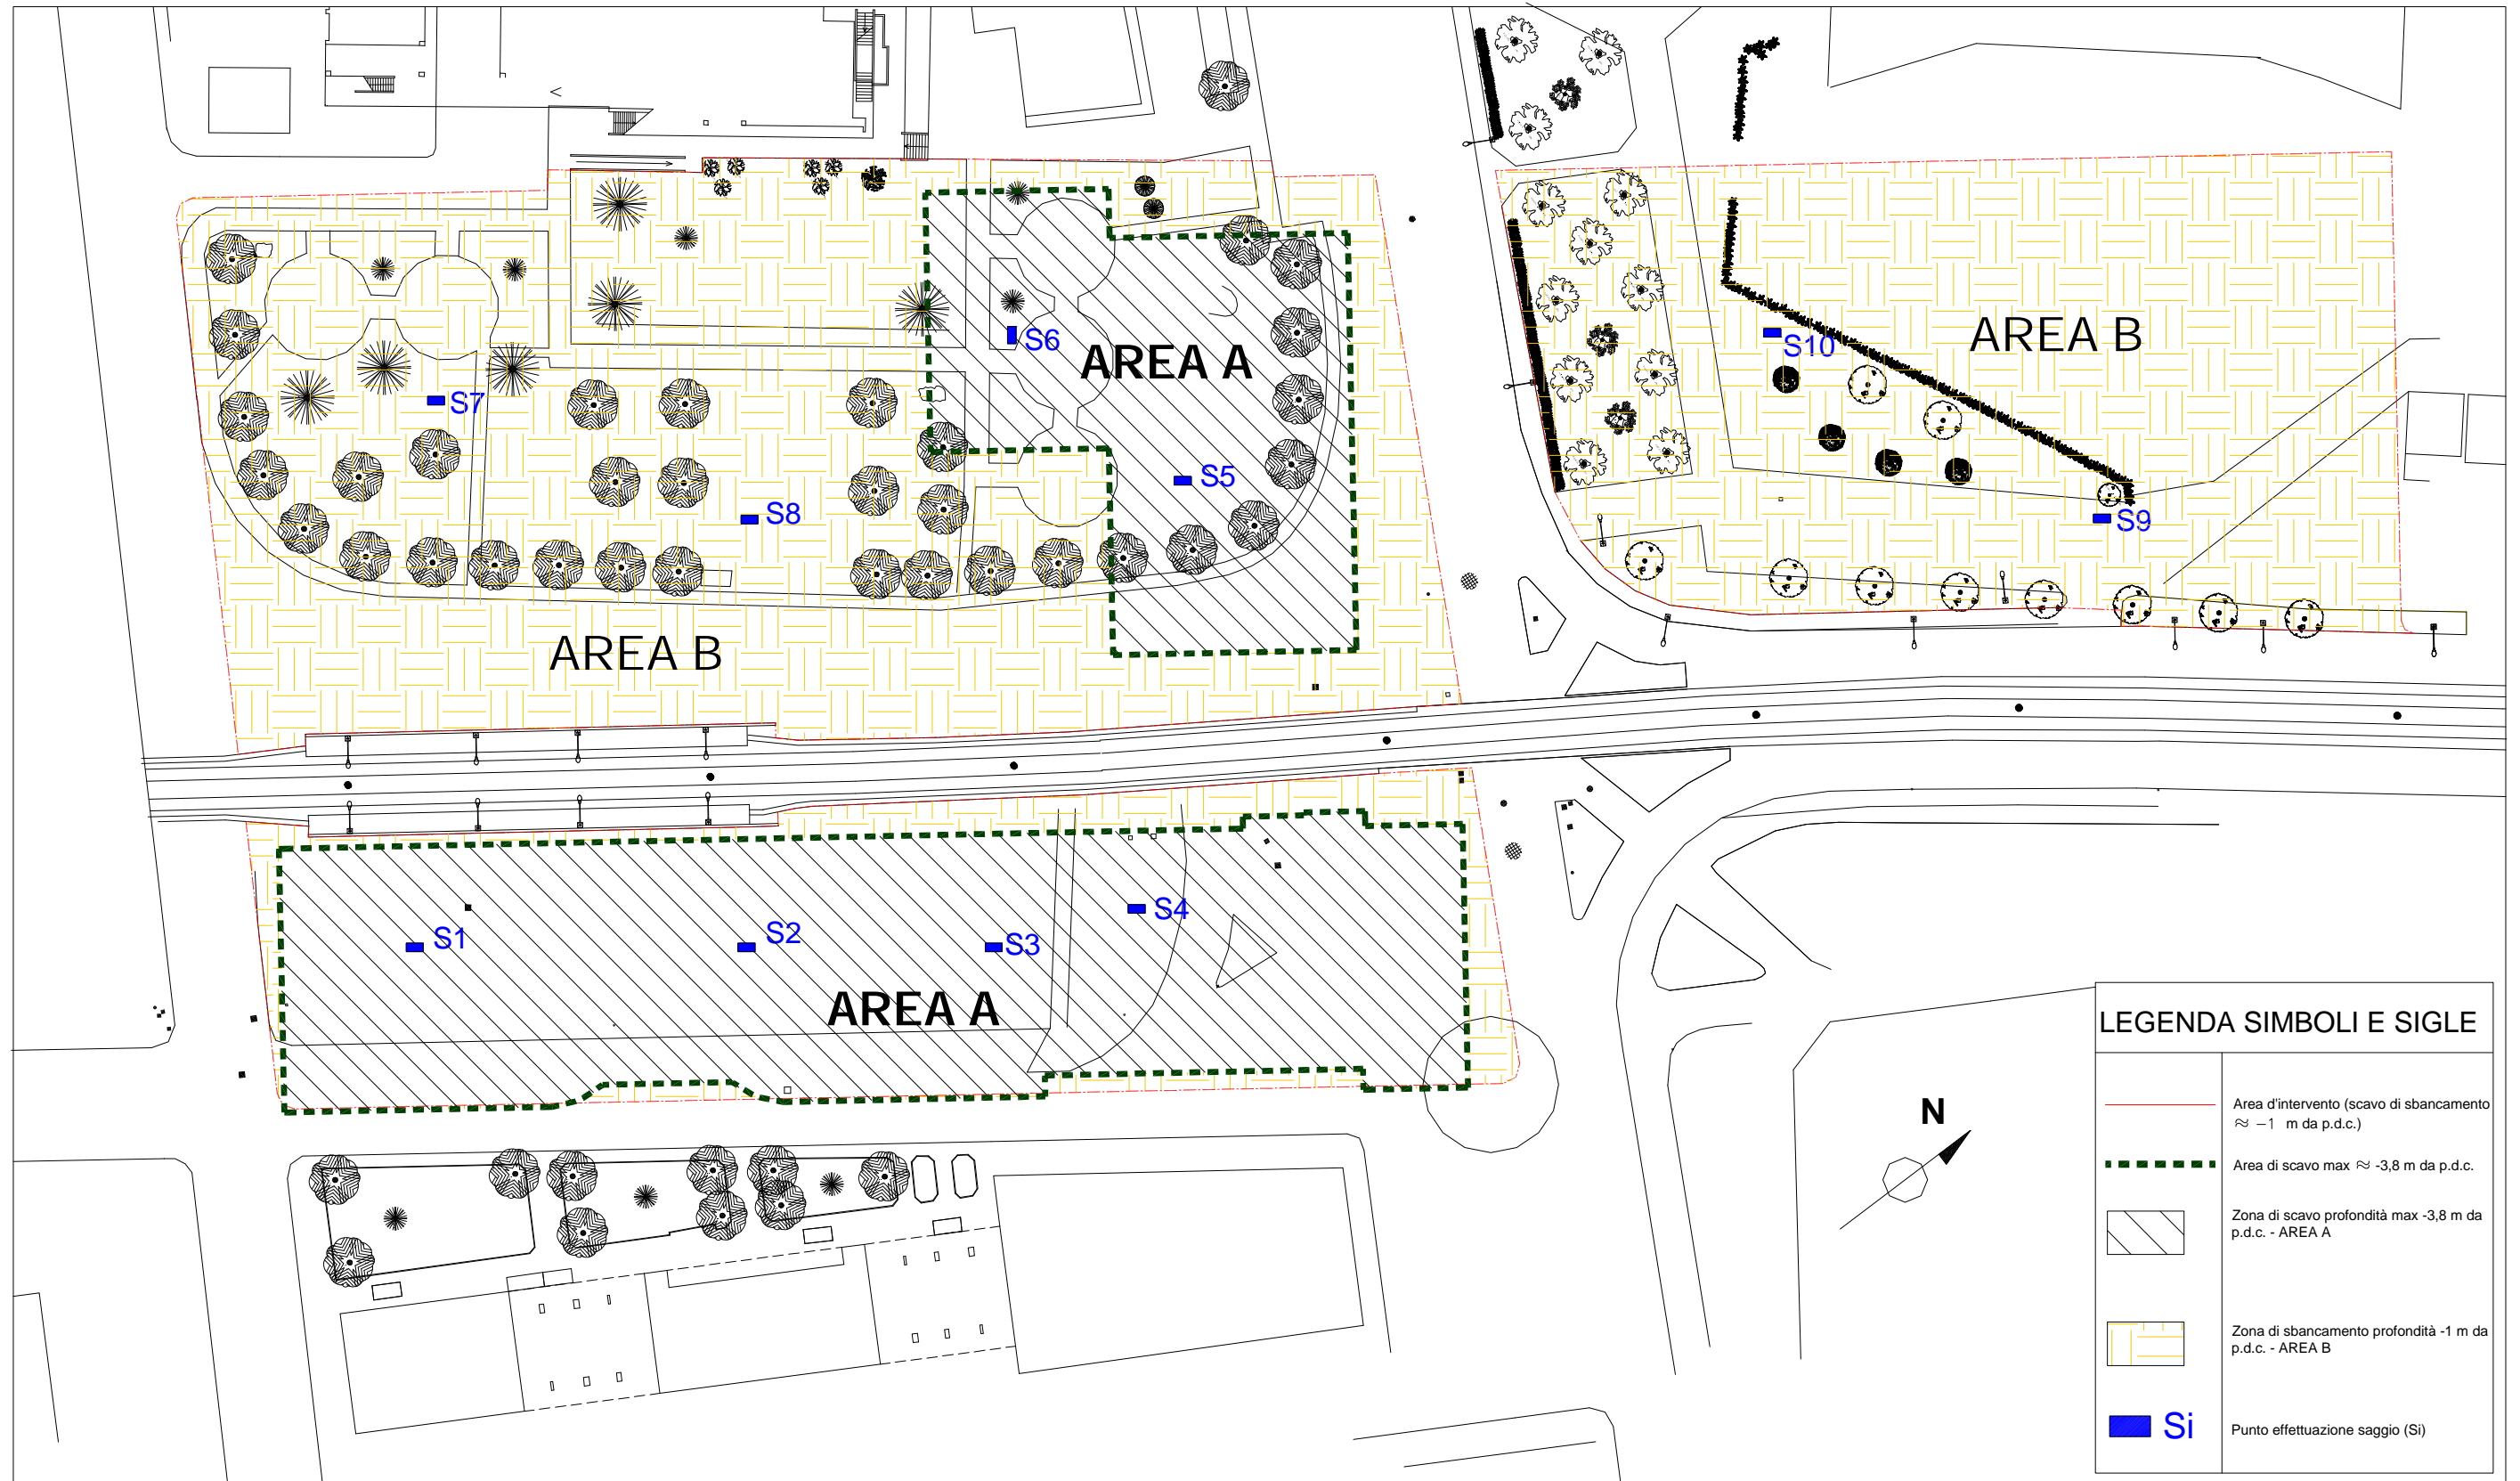 S6
AREA A
S10
AREA B
S7
S5
S8
S9
AREA B
S1
S2
S3
S4
AREA A
N
LEGENDA SIMBOLI E SIGLE
Area d'intervento (scavo di sbancamento
≈ −1 m da p.d.c.)
Area di scavo max ≈ -3,8 m da p.d.c.
Zona di scavo profondità max -3,8 m da
p.d.c. - AREA A
Zona di sbancamento profondità -1 m da
p.d.c. - AREA B
Si
Punto effettuazione saggio (Si)